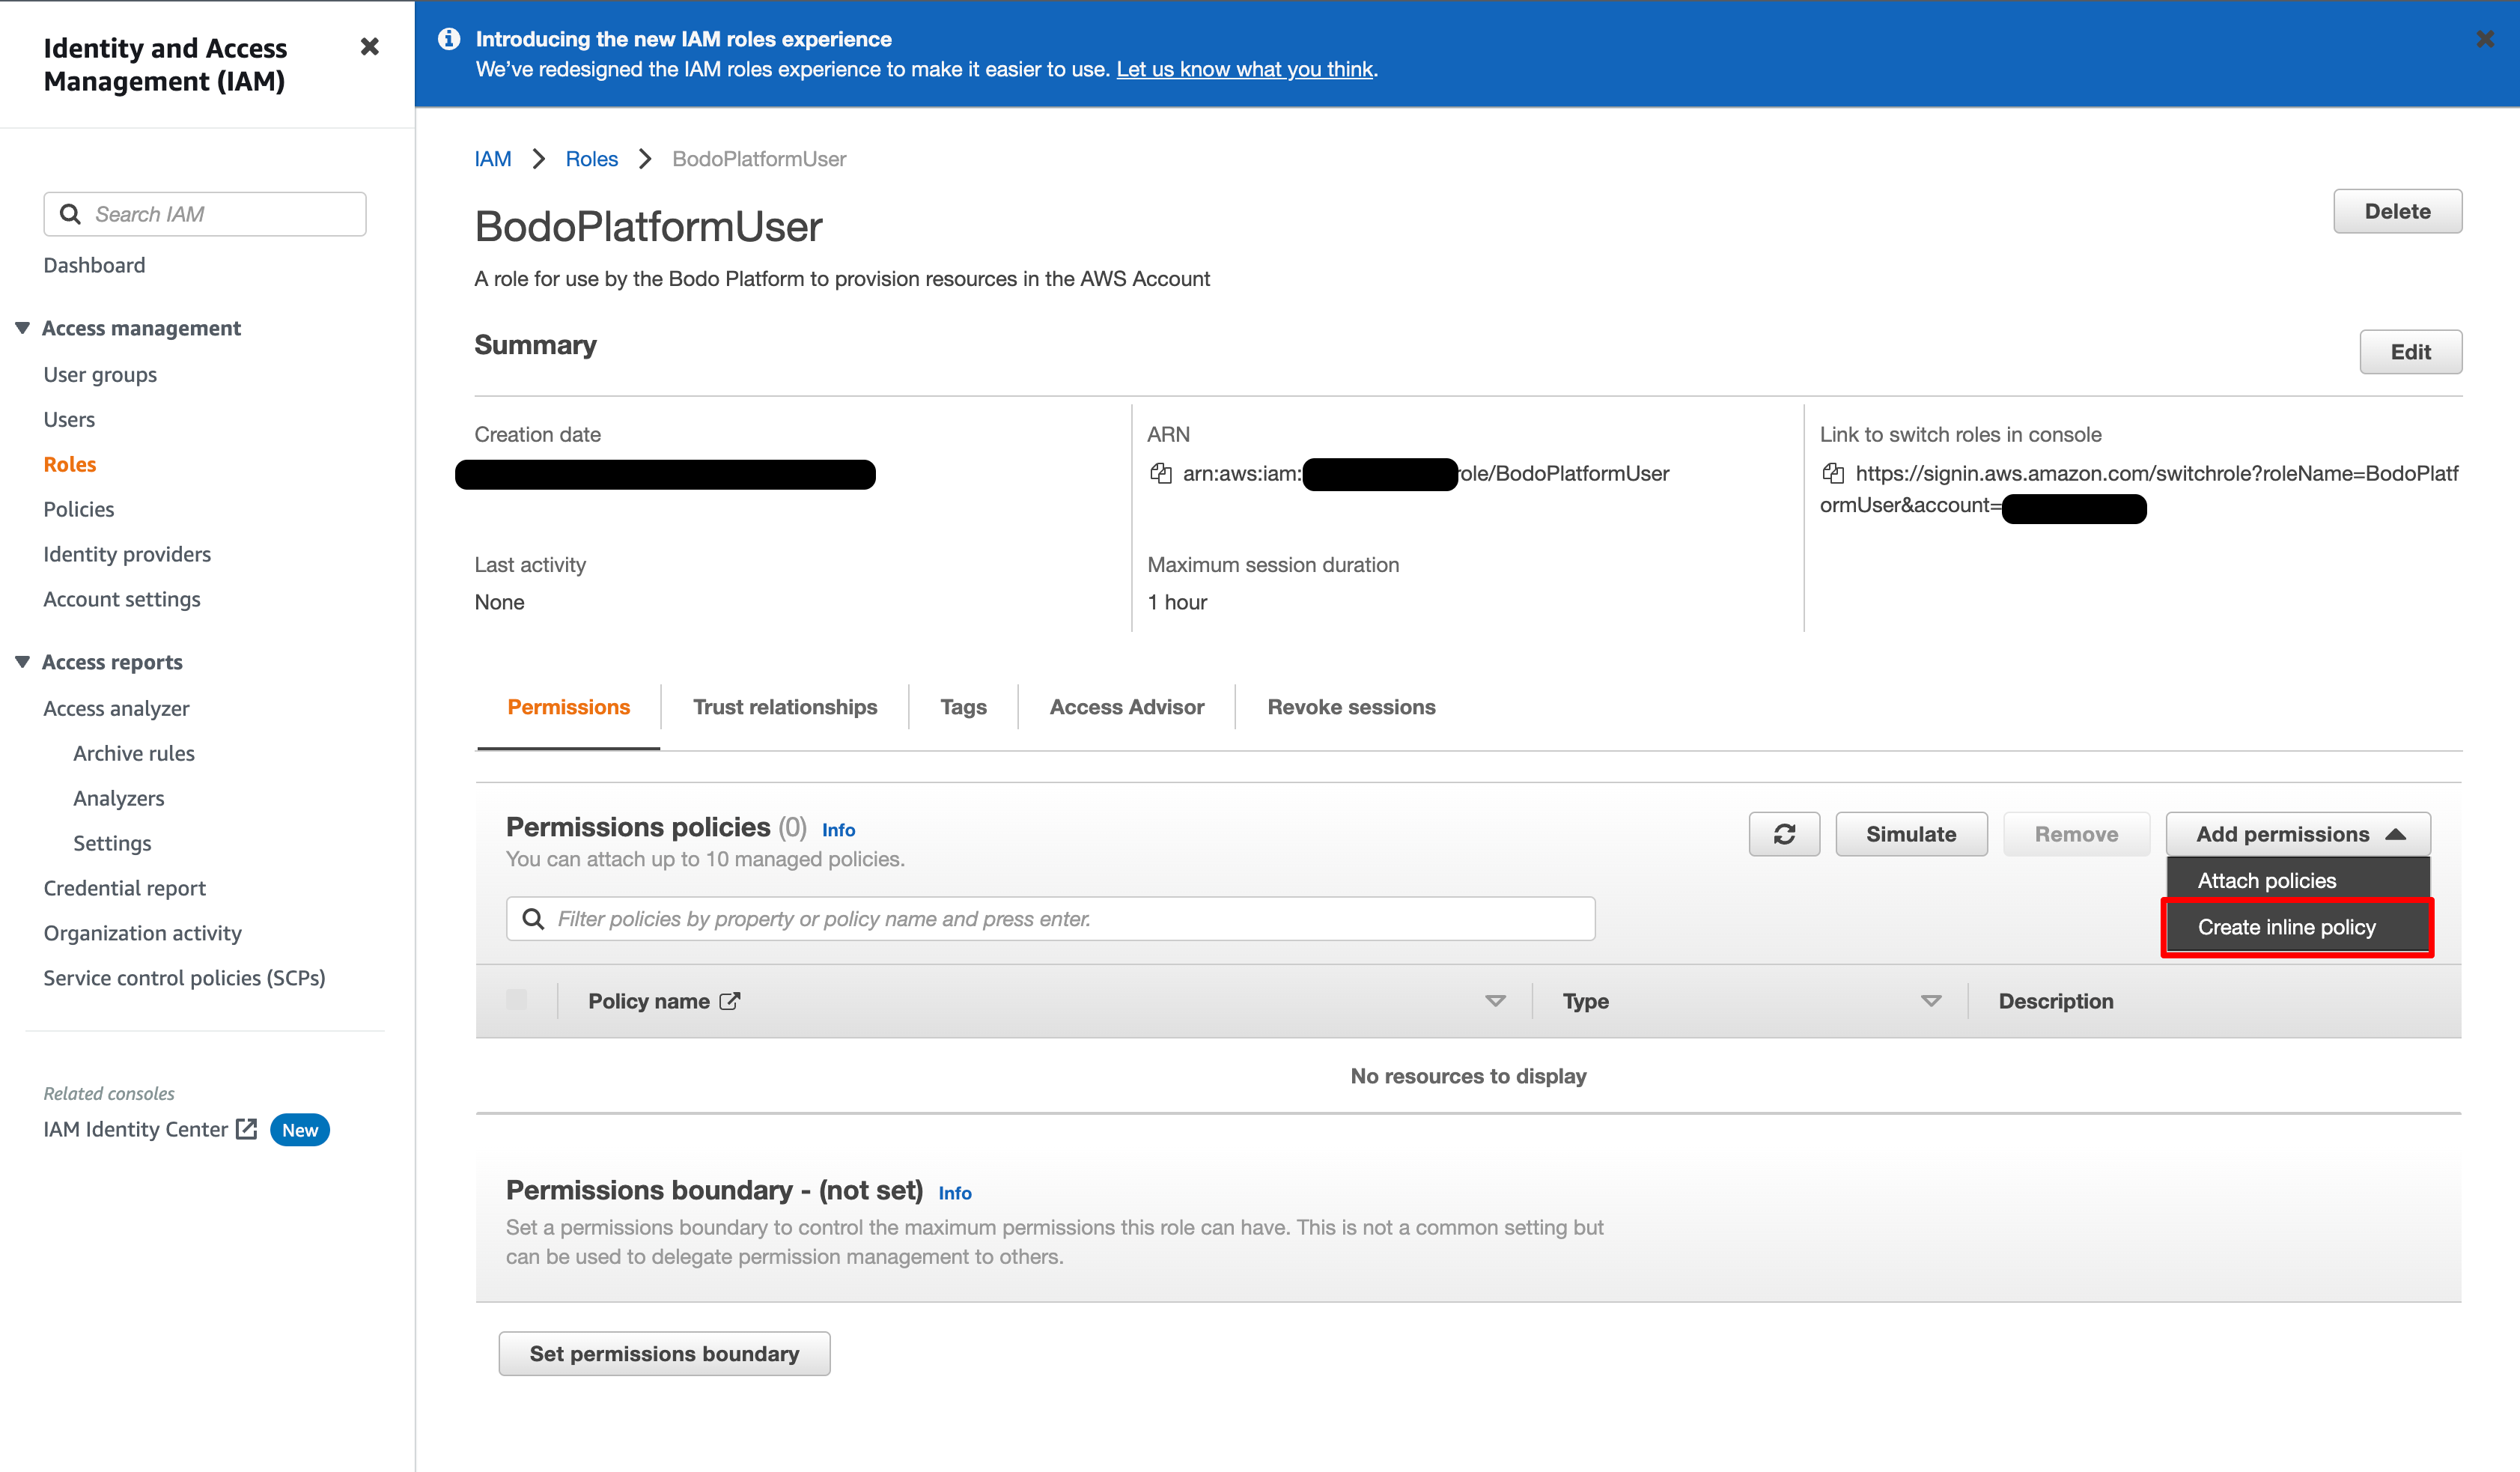 Identity and Access
Management (IAM)
Search IAM
Dashboard
Access management
User groups
Users
Roles
Policies
Identity providers
Account settings
Access reports
Access analyzer
Archive rules
Analyzers
Settings
Credential report
Organization activity
Service control policies (SCPs)
Related consoles
IAM Identity Center New
Introducing the new IAM roles experience
We've redesigned the IAM roles experience to make it easier to use. Let us know what you think.
IAM Roles BodoPlatformUser
BodoPlatformUser
Delete
A role for use by the Bodo Platform to provision resources in the AWS Account
Summary
Edit
Creation date
ARN
arn:aws:iam: role/BodoPlatformUser
Link to switch roles in console
https://signin.aws.amazon.com/switchrole?roleName=BodoPlatf
ormUser&account=
Last activity
None
Maximum session duration
1 hour
Permissions
Trust relationships
Tags
Access Advisor
Revoke sessions
Permissions policies (0) Info
You can attach up to 10 managed policies.
Simulate
Remove
Add permissions
Attach policies
Create inline policy
Filter policies by property or policy name and press enter.
Policy name
Type
Description
No resources to display
Permissions boundary - (not set) Info
Set a permissions boundary to control the maximum permissions this role can have. This is not a common setting but
can be used to delegate permission management to others.
Set permissions boundary